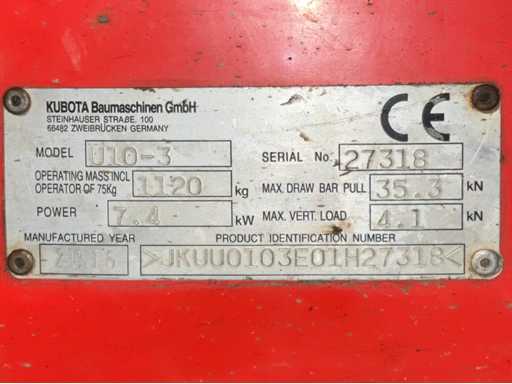 KUBOTA Baumaschinen GmbH
STEINHAUSER STRAßE, 100
66482 ZWEIBRÜCKEN GERMANY
CE
MODEL U10-3 SERIAL No. 27318
OPERATING MASS INCL OPERATOR OF 75Kg 1120 kg MAX. DRAW BAR PULL 35.3 kN
POWER 7.4 kW MAX. VERT. LOAD 4.1 kN
MANUFACTURED YEAR PRODUCT IDENTIFICATION NUMBER
>JKUU0103E01H27318<